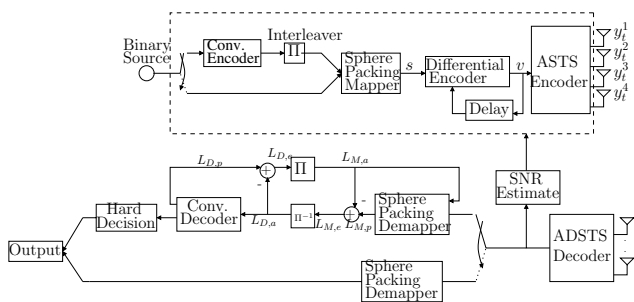 Binary
Source
Conv.
Encoder
Interleaver
Π
Sphere
Packing
Mapper
s
Differential
Encoder
v
Delay
ASTS
Encoder
y_t^1
y_t^2
y_t^3
y_t^4
SNR
Estimate
L_{D,p}
L_{D,e}
+
-
Π
L_{M,a}
Output
Hard
Decision
Conv.
Decoder
L_{D,a}
Π^{-1}
L_{M,e}
+
-
L_{M,p}
Sphere
Packing
Demapper
Sphere
Packing
Demapper
ADSTS
Decoder